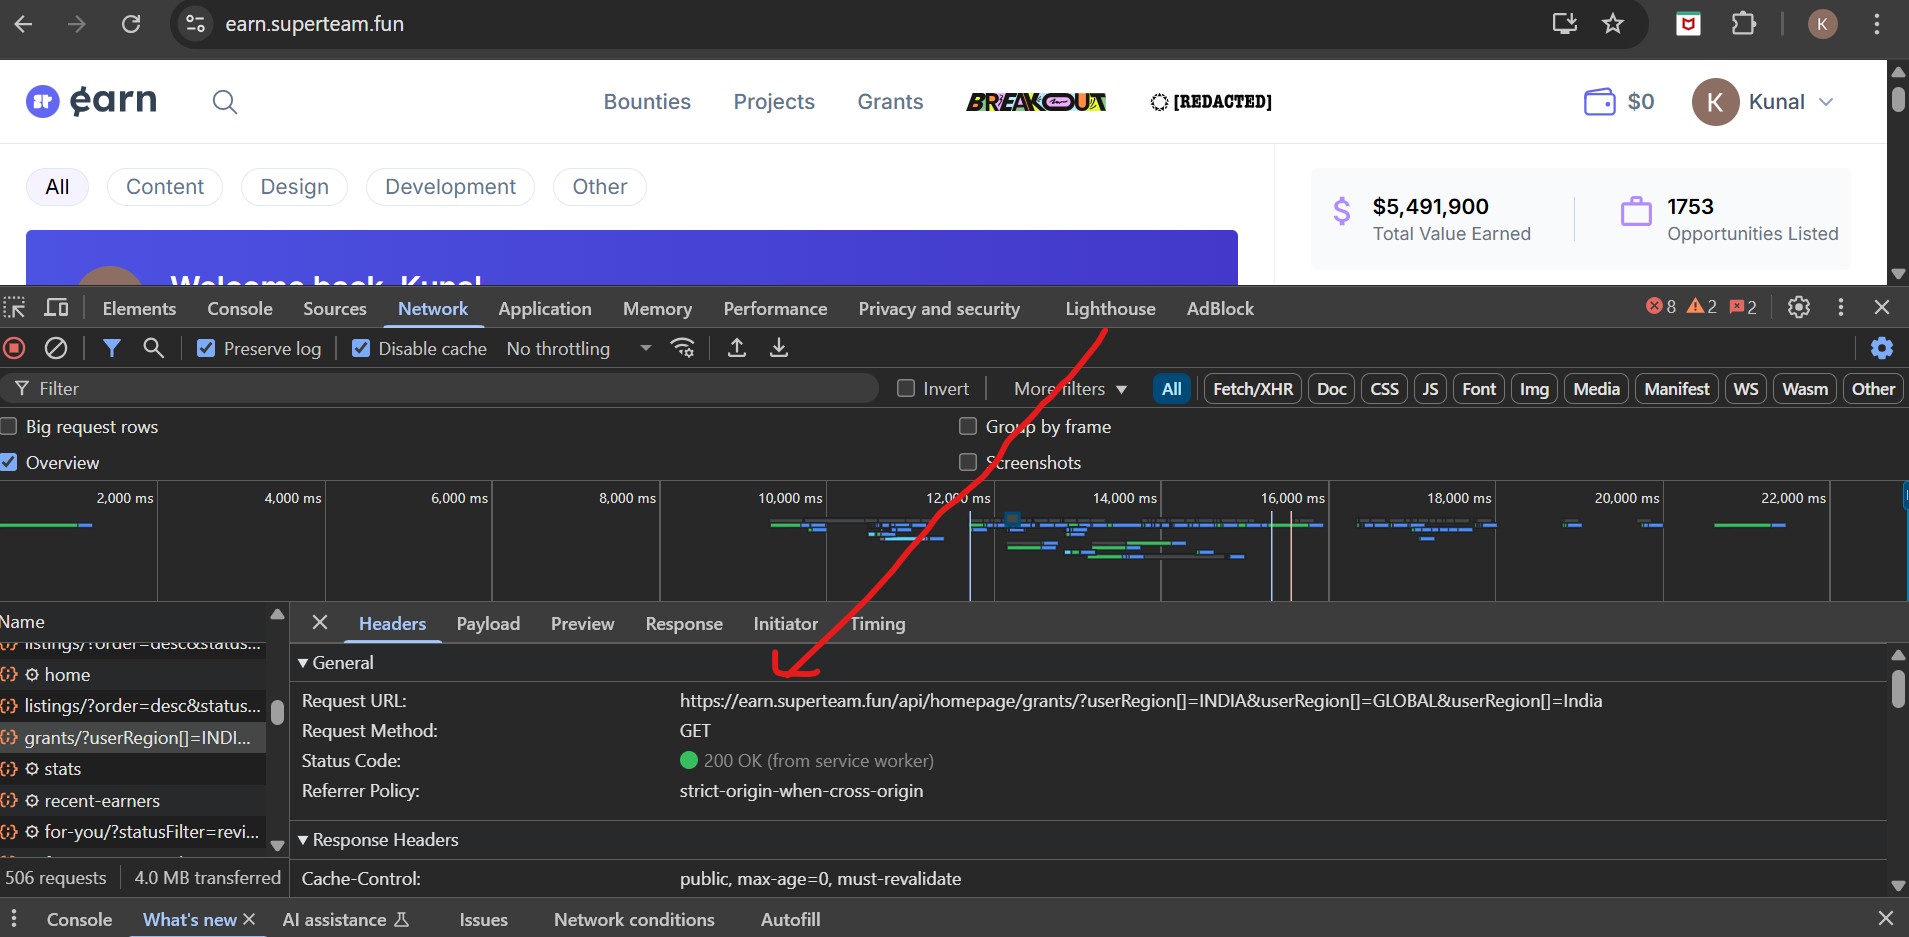 earn.superteam.fun
K
earn
Bounties
Projects
Grants
BREAKOUT
[REDACTED]
$0
K
Kunal
All
Content
Design
Development
Other
$5,491,900
Total Value Earned
1753
Opportunities Listed
Welcome back, Kunal
Elements
Console
Sources
Network
Application
Memory
Performance
Privacy and security
Lighthouse
AdBlock
8
2
2
Preserve log
Disable cache
No throttling
Filter
Invert
More filters
All
Fetch/XHR
Doc
CSS
JS
Font
Img
Media
Manifest
WS
Wasm
Other
Big request rows
Group by frame
Overview
Screenshots
2,000 ms
4,000 ms
6,000 ms
8,000 ms
10,000 ms
12,000 ms
14,000 ms
16,000 ms
18,000 ms
20,000 ms
22,000 ms
Name
Headers
Payload
Preview
Response
Initiator
Timing
listings/?order=desc&status...
home
listings/?order=desc&status...
grants/?userRegion[]=INDI...
stats
recent-earners
for-you/?statusFilter=revi...
General
Request URL:
https://earn.superteam.fun/api/homepage/grants/?userRegion[]=INDIA&userRegion[]=GLOBAL&userRegion[]=India
Request Method:
GET
Status Code:
200 OK (from service worker)
Referrer Policy:
strict-origin-when-cross-origin
Response Headers
Cache-Control:
public, max-age=0, must-revalidate
506 requests
4.0 MB transferred
Console
What's new
AI assistance
Issues
Network conditions
Autofill